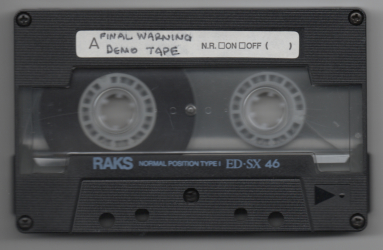 A FINAL WARNING
DEMO TAPE N.R. □ON □OFF ( )
RAKS NORMAL POSITION TYPE I ED-SX 46